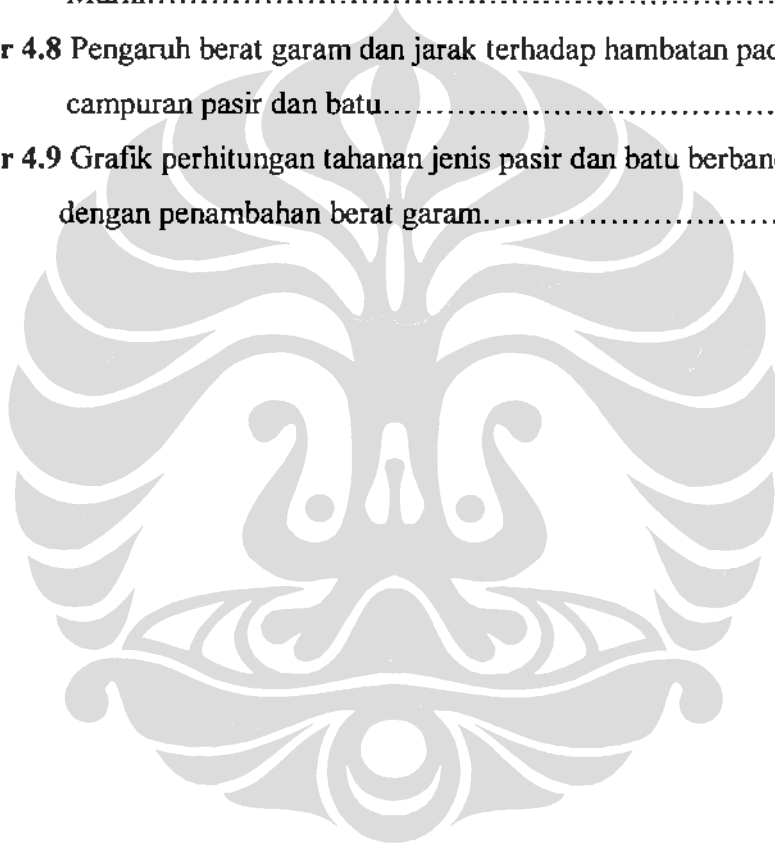 r 4.8 Pengaruh berat garam dan jarak terhadap hambatan pad
campuran pasir dan batu....................................
r 4.9 Grafik perhitungan tahanan jenis pasir dan batu berban
dengan penambahan berat garam............................